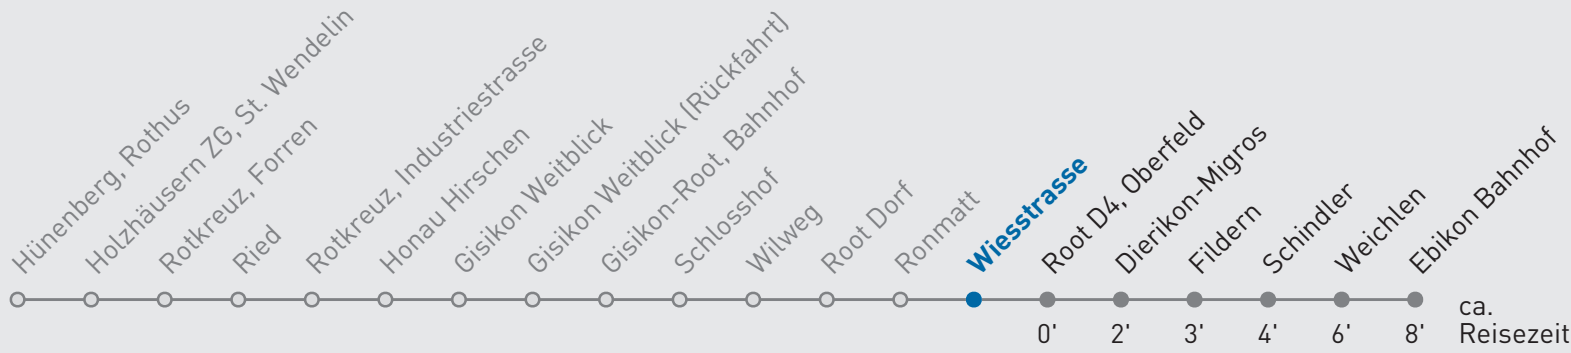 Hünenberg, Rothus
Holzhäusern ZG, St. Wendelin
Rotkreuz, Forren
Ried
Rotkreuz, Industriestrasse
Honau Hirschen
Gisikon Weitblick
Gisikon Weitblick (Rückfahrt)
Gisikon-Root, Bahnhof
Schlosshof
Wilweg
Root Dorf
Ronmatt
Wiesstrasse
Root D4, Oberfeld
Dierikon-Migros
Fildern
Schindler
Weichlen
Ebikon Bahnhof
0' 2' 3' 4' 6' 8'
ca.
Reisezeit